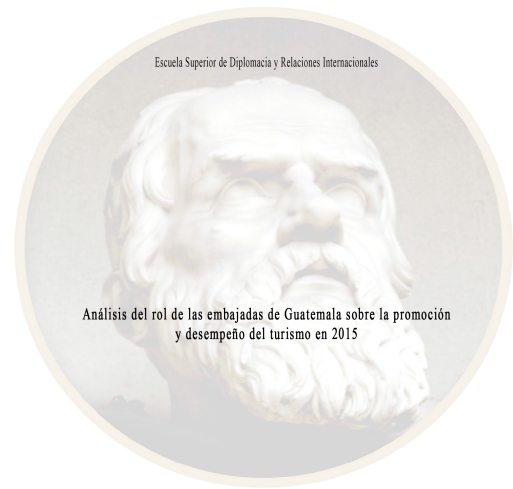 Escuela Superior de Diplomacia y Relaciones Internacionales
Análisis del rol de las embajadas de Guatemala sobre la promoción
y desempeño del turismo en 2015